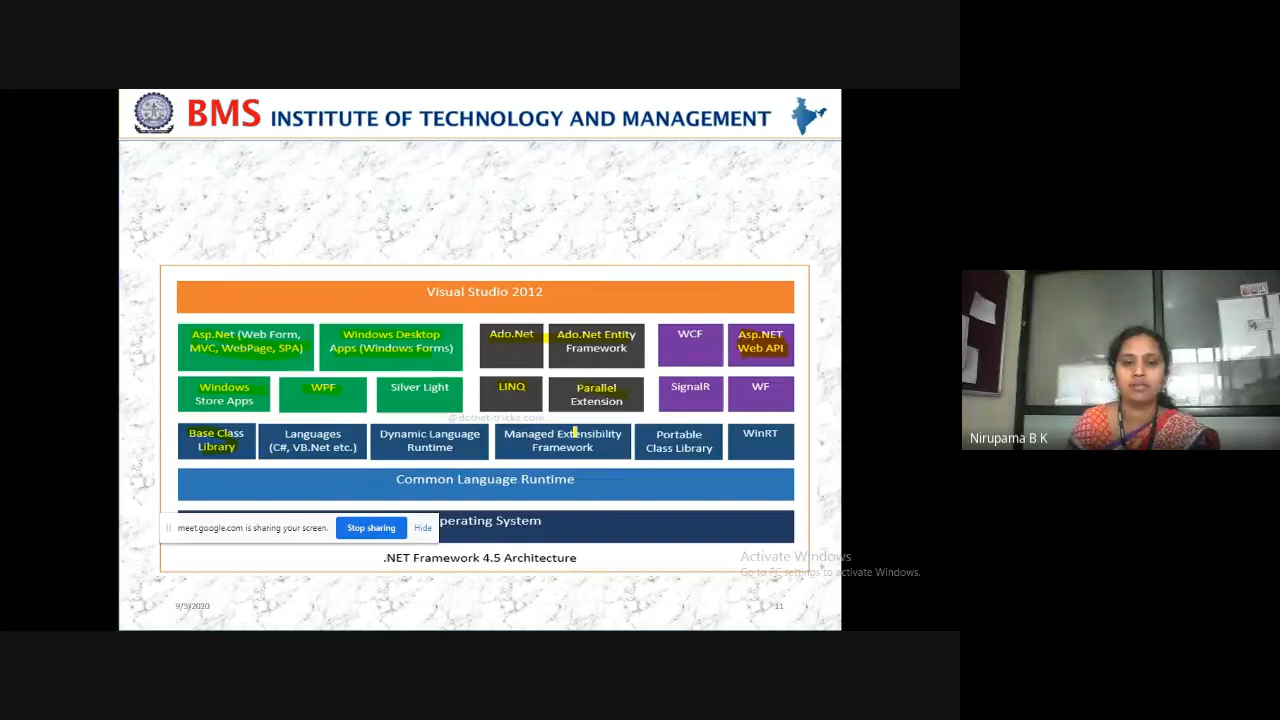 BMS INSTITUTE OF TECHNOLOGY AND MANAGEMENT
Visual Studio 2012
Asp.Net (Web Form,
MVC, WebPage, SPA)
Windows Desktop
Apps (Windows Forms)
Ado.Net
Ado.Net Entity
Framework
WCF
Asp.NET
Web API
Windows
Store Apps
WPF
Silver Light
LINQ
Parallel
Extension
SignalR
WF
@dotnet-tricks.com
Base Class
Library
Languages
(C#, VB.Net etc.)
Dynamic Language
Runtime
Managed Extensibility
Framework
Portable
Class Library
WinRT
Common Language Runtime
perating System
meet.google.com is sharing your screen.
Stop sharing
Hide
.NET Framework 4.5 Architecture
Activate Windows
Go to PC settings to activate Windows.
9/3/2020
11
Nirupama B K